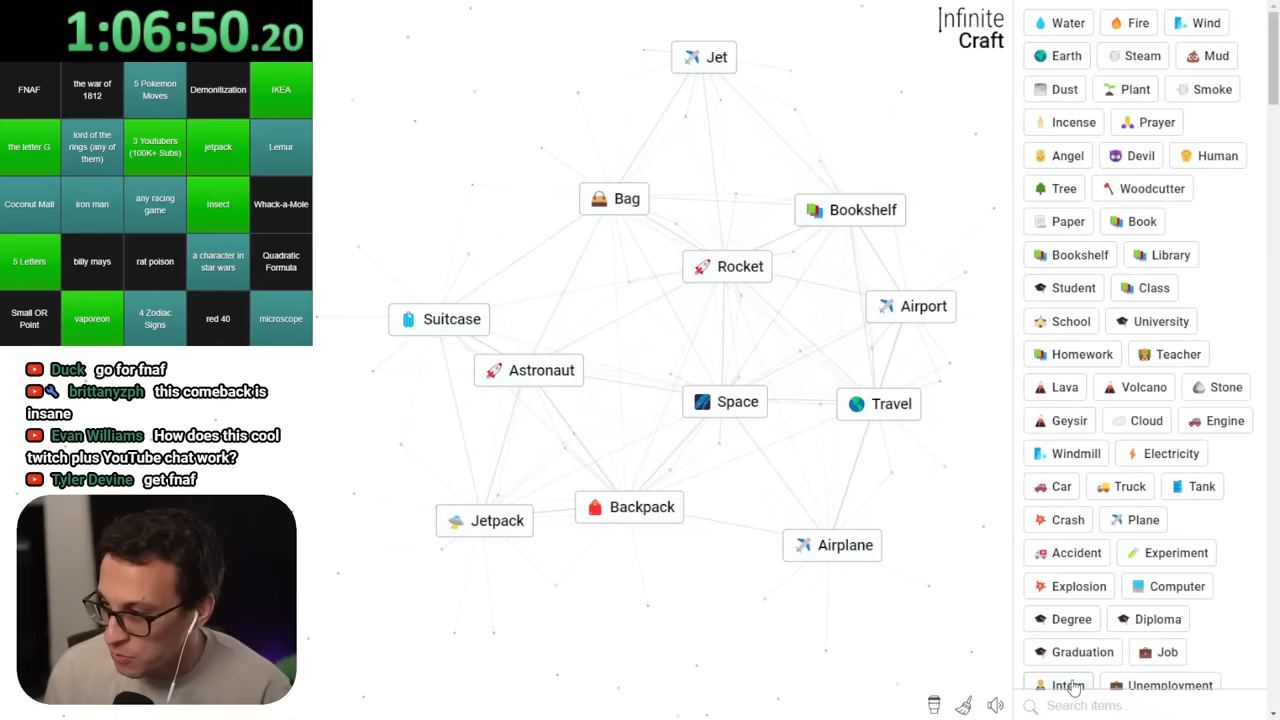 1:06:50.20
FNAF
the war of
1812
5 Pokemon
Moves
Demonitization
IKEA
the letter G
lord of the
rings (any of
them)
3 Youtubers
(100K+ Subs)
jetpack
Lemur
Coconut Mall
iron man
any racing
game
Insect
Whack-a-Mole
5 Letters
billy mays
rat poison
a character in
star wars
Quadratic
Formula
Small OR
Point
vaporeon
4 Zodiac
Signs
red 40
microscope
Duck go for fnaf
brittanyzph this comeback is
insane
Evan Williams How does this cool
twitch plus YouTube chat work?
Tyler Devine get fnaf
Infinite
Craft
Jet
Bag
Bookshelf
Rocket
Airport
Suitcase
Astronaut
Space
Travel
Backpack
Jetpack
Airplane
Water
Fire
Wind
Earth
Steam
Mud
Dust
Plant
Smoke
Incense
Prayer
Angel
Devil
Human
Tree
Woodcutter
Paper
Book
Bookshelf
Library
Student
Class
School
University
Homework
Teacher
Lava
Volcano
Stone
Geysir
Cloud
Engine
Windmill
Electricity
Car
Truck
Tank
Crash
Plane
Accident
Experiment
Explosion
Computer
Degree
Diploma
Graduation
Job
Intern
Unemployment
Search items...